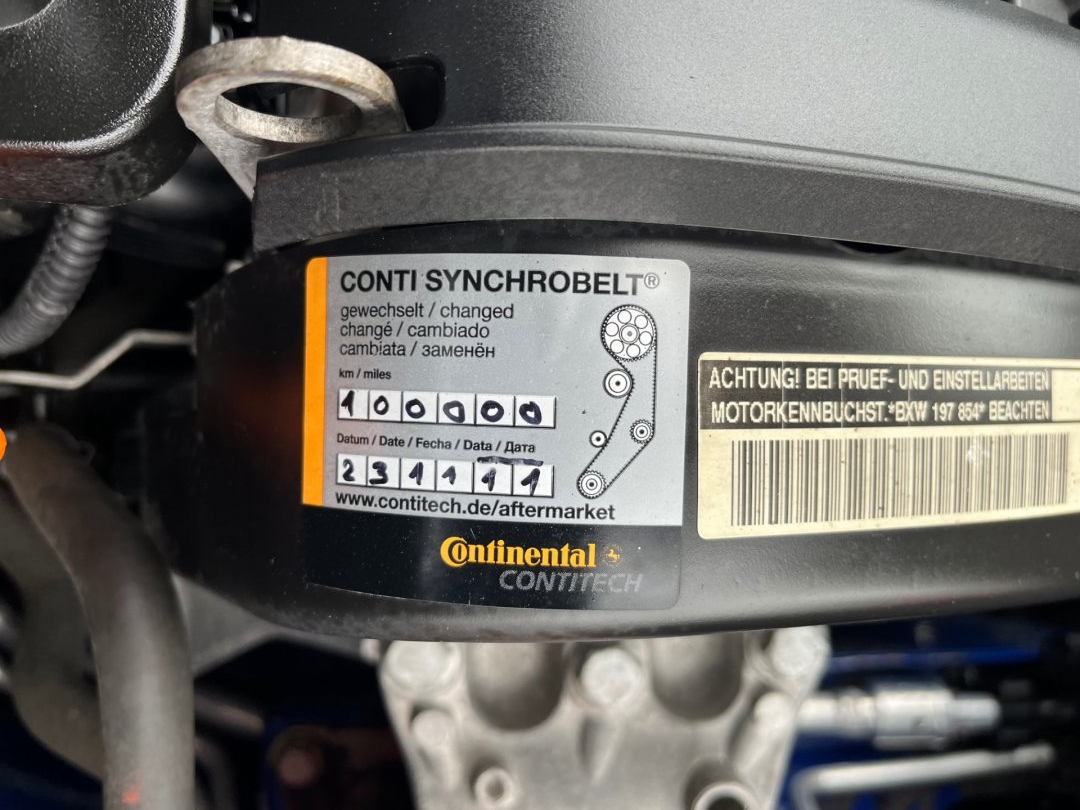 CONTI SYNCHROBELT®
gewechselt / changed
changé / cambiado
cambiata / заменён
km / miles
100000
Datum / Date / Fecha / Data / Дата
231111
www.contitech.de/aftermarket
Continental
CONTITECH
ACHTUNG! BEI PRUEF- UND EINSTELLARBEITEN
MOTORKENNBUCHST.*BXW 197 854* BEACHTEN